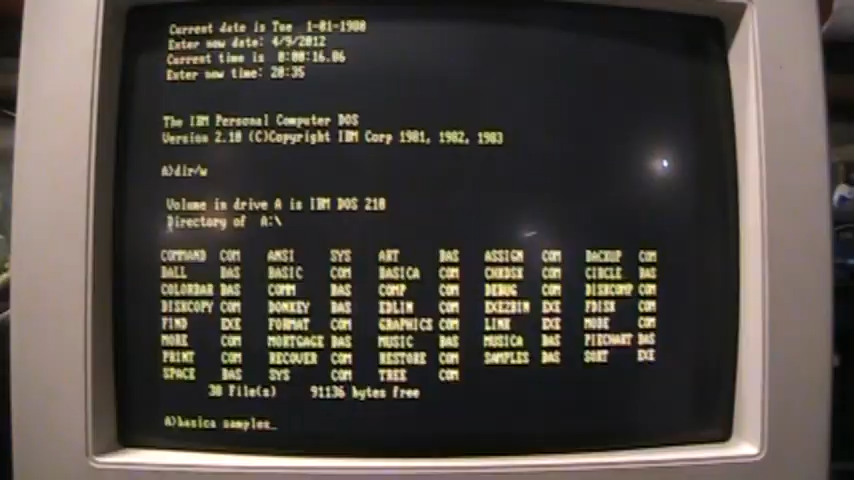 Current date is Tue  1-01-1980
Enter new date: 4/9/2012
Current time is  0:00:16.06
Enter new time: 20:35
The IBM Personal Computer DOS
Version 2.10 (C)Copyright IBM Corp 1981, 1982, 1983
A>dir/w
Volume in drive A is IBM DOS 210
Directory of  A:\
COMMAND  COM    ANSI     SYS    ART      BAS    ASSIGN   COM    BACKUP   COM
BALL     BAS    BASIC    COM    BASICA   COM    CHKDSK   COM    CIRCLE   BAS
COLORBAR BAS    COMM     BAS    COMP     COM    DEBUG    COM    DISKCOMP COM
DISKCOPY COM    DONKEY   BAS    EDLIN    COM    EXE2BIN  EXE    FDISK    COM
FIND     EXE    FORMAT   COM    GRAPHICS COM    LINK     EXE    MODE     COM
MORE     COM    MORTGAGE BAS    MUSIC    BAS    MUSICA   BAS    PIECHART BAS
PRINT    COM    RECOVER  COM    RESTORE  COM    SAMPLES  BAS    SORT     EXE
SPACE    BAS    SYS      COM    TREE     COM
38 File(s)     91136 bytes free
A>basica samples_